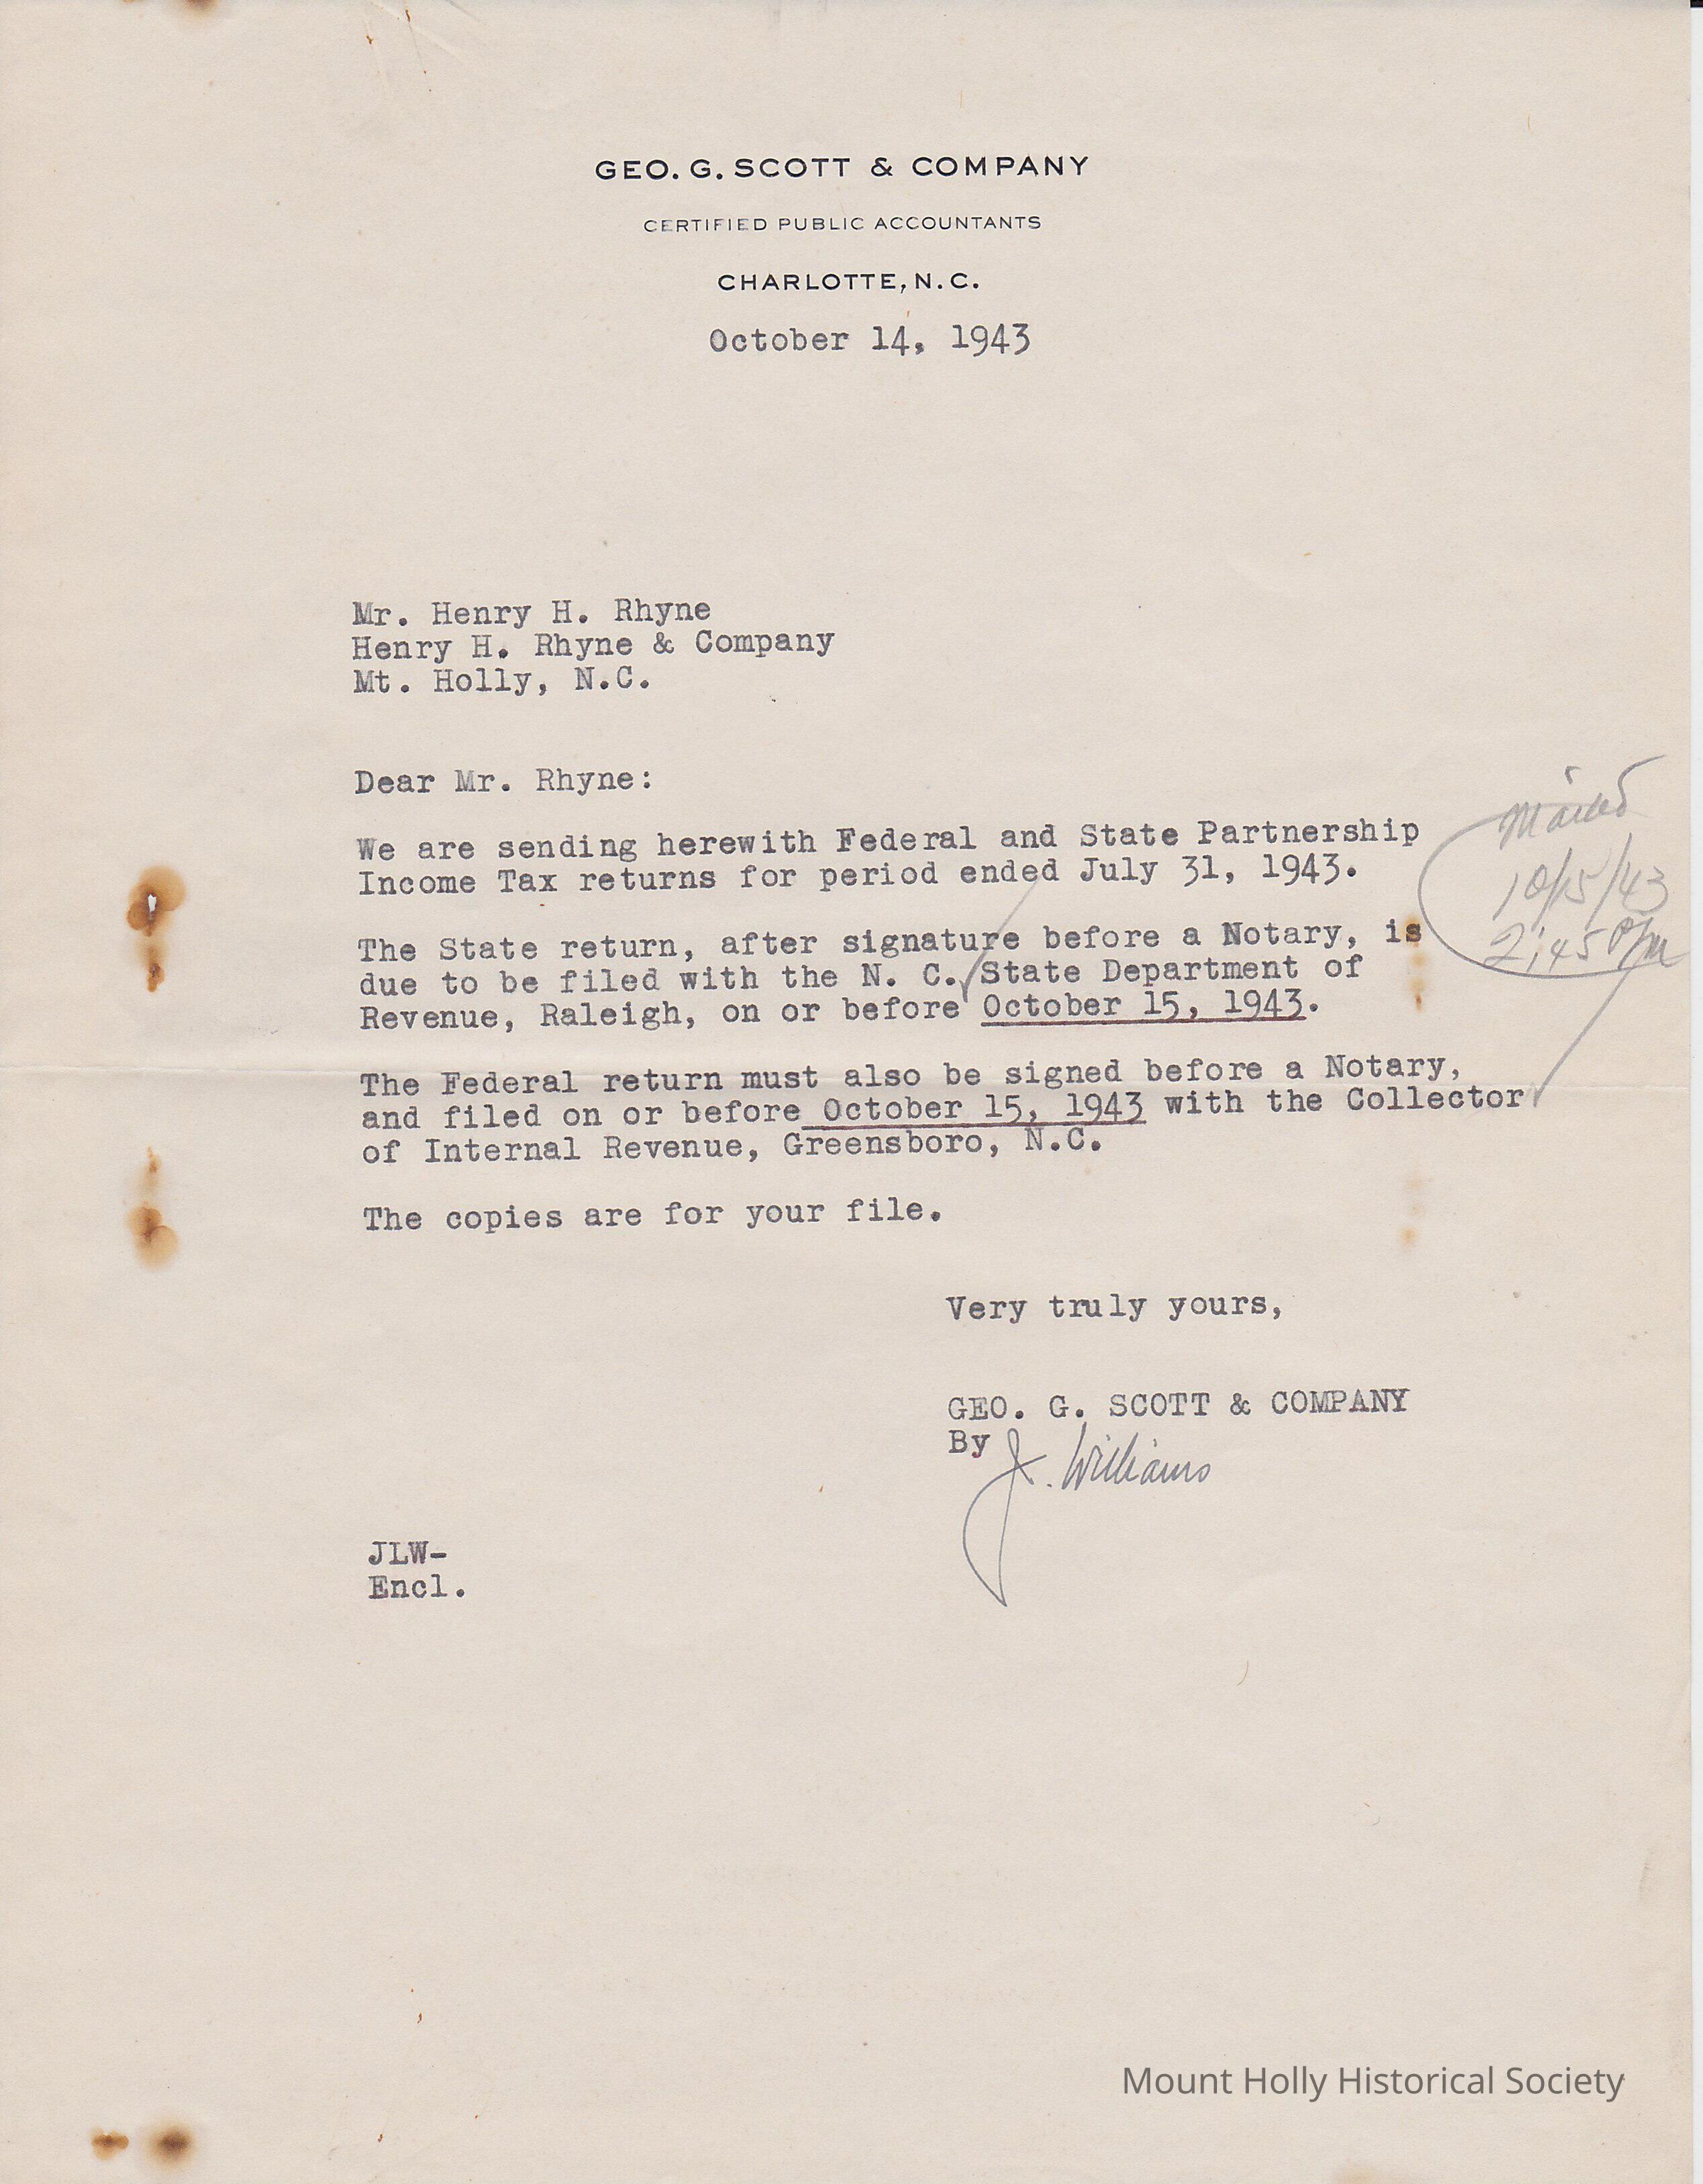 GEO. G. SCOTT & COMPANY
CERTIFIED PUBLIC ACCOUNTANTS
CHARLOTTE, N. C.
October 14, 1943
Mr. Henry H. Rhyne
Henry H. Rhyne & Company
Mt. Holly, N.C.
Dear Mr. Rhyne:
We are sending herewith Federal and State Partnership
Income Tax returns for period ended July 31, 1943.
Mailed
10/15/43
2:45 PM
The State return, after signature before a Notary, is
due to be filed with the N. C. State Department of
Revenue, Raleigh, on or before October 15, 1943.
The Federal return must also be signed before a Notary,
and filed on or before October 15, 1943 with the Collector
of Internal Revenue, Greensboro, N.C.
The copies are for your file.
Very truly yours,
GEO. G. SCOTT & COMPANY
By J. Williams
JLW-
Encl.
Mount Holly Historical Society